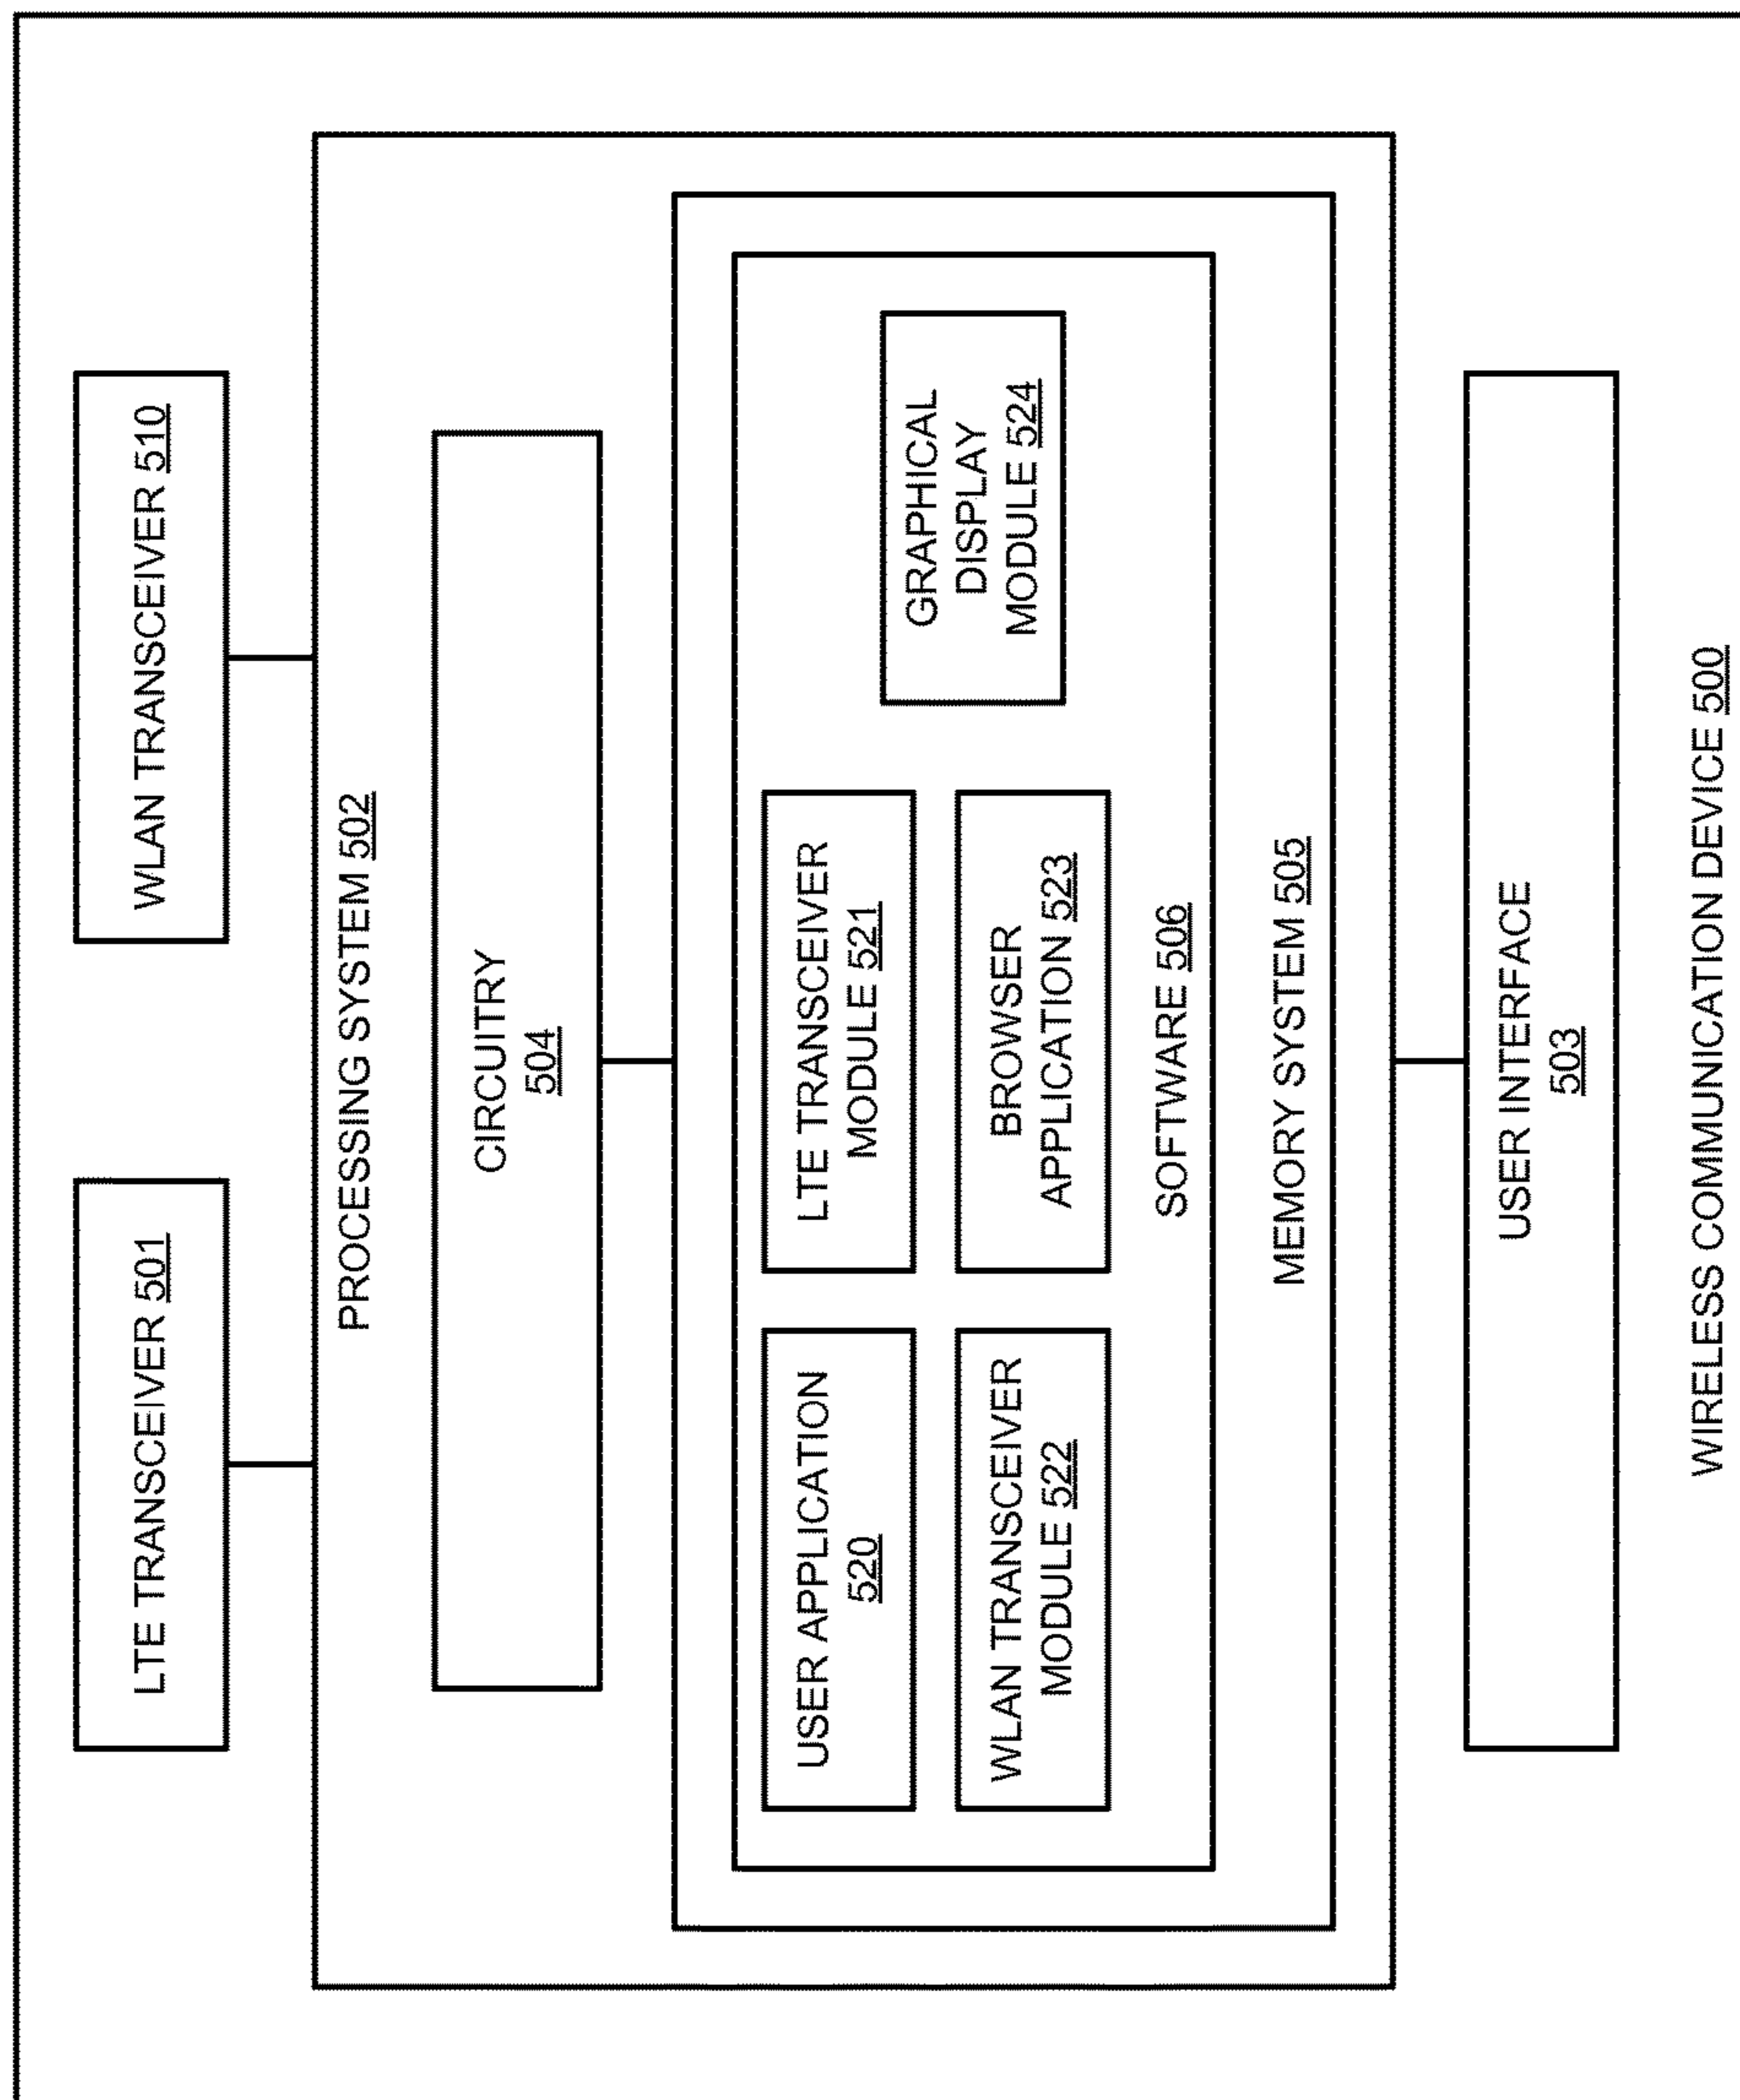 LTE TRANSCEIVER 501
WLAN TRANSCEIVER 510
PROCESSING SYSTEM 502
CIRCUITRY
504
USER APPLICATION
520
LTE TRANSCEIVER
MODULE 521
WLAN TRANSCEIVER
MODULE 522
BROWSER
APPLICATION 523
GRAPHICAL
DISPLAY
MODULE 524
SOFTWARE 506
MEMORY SYSTEM 505
USER INTERFACE
503
WIRELESS COMMUNICATION DEVICE 500